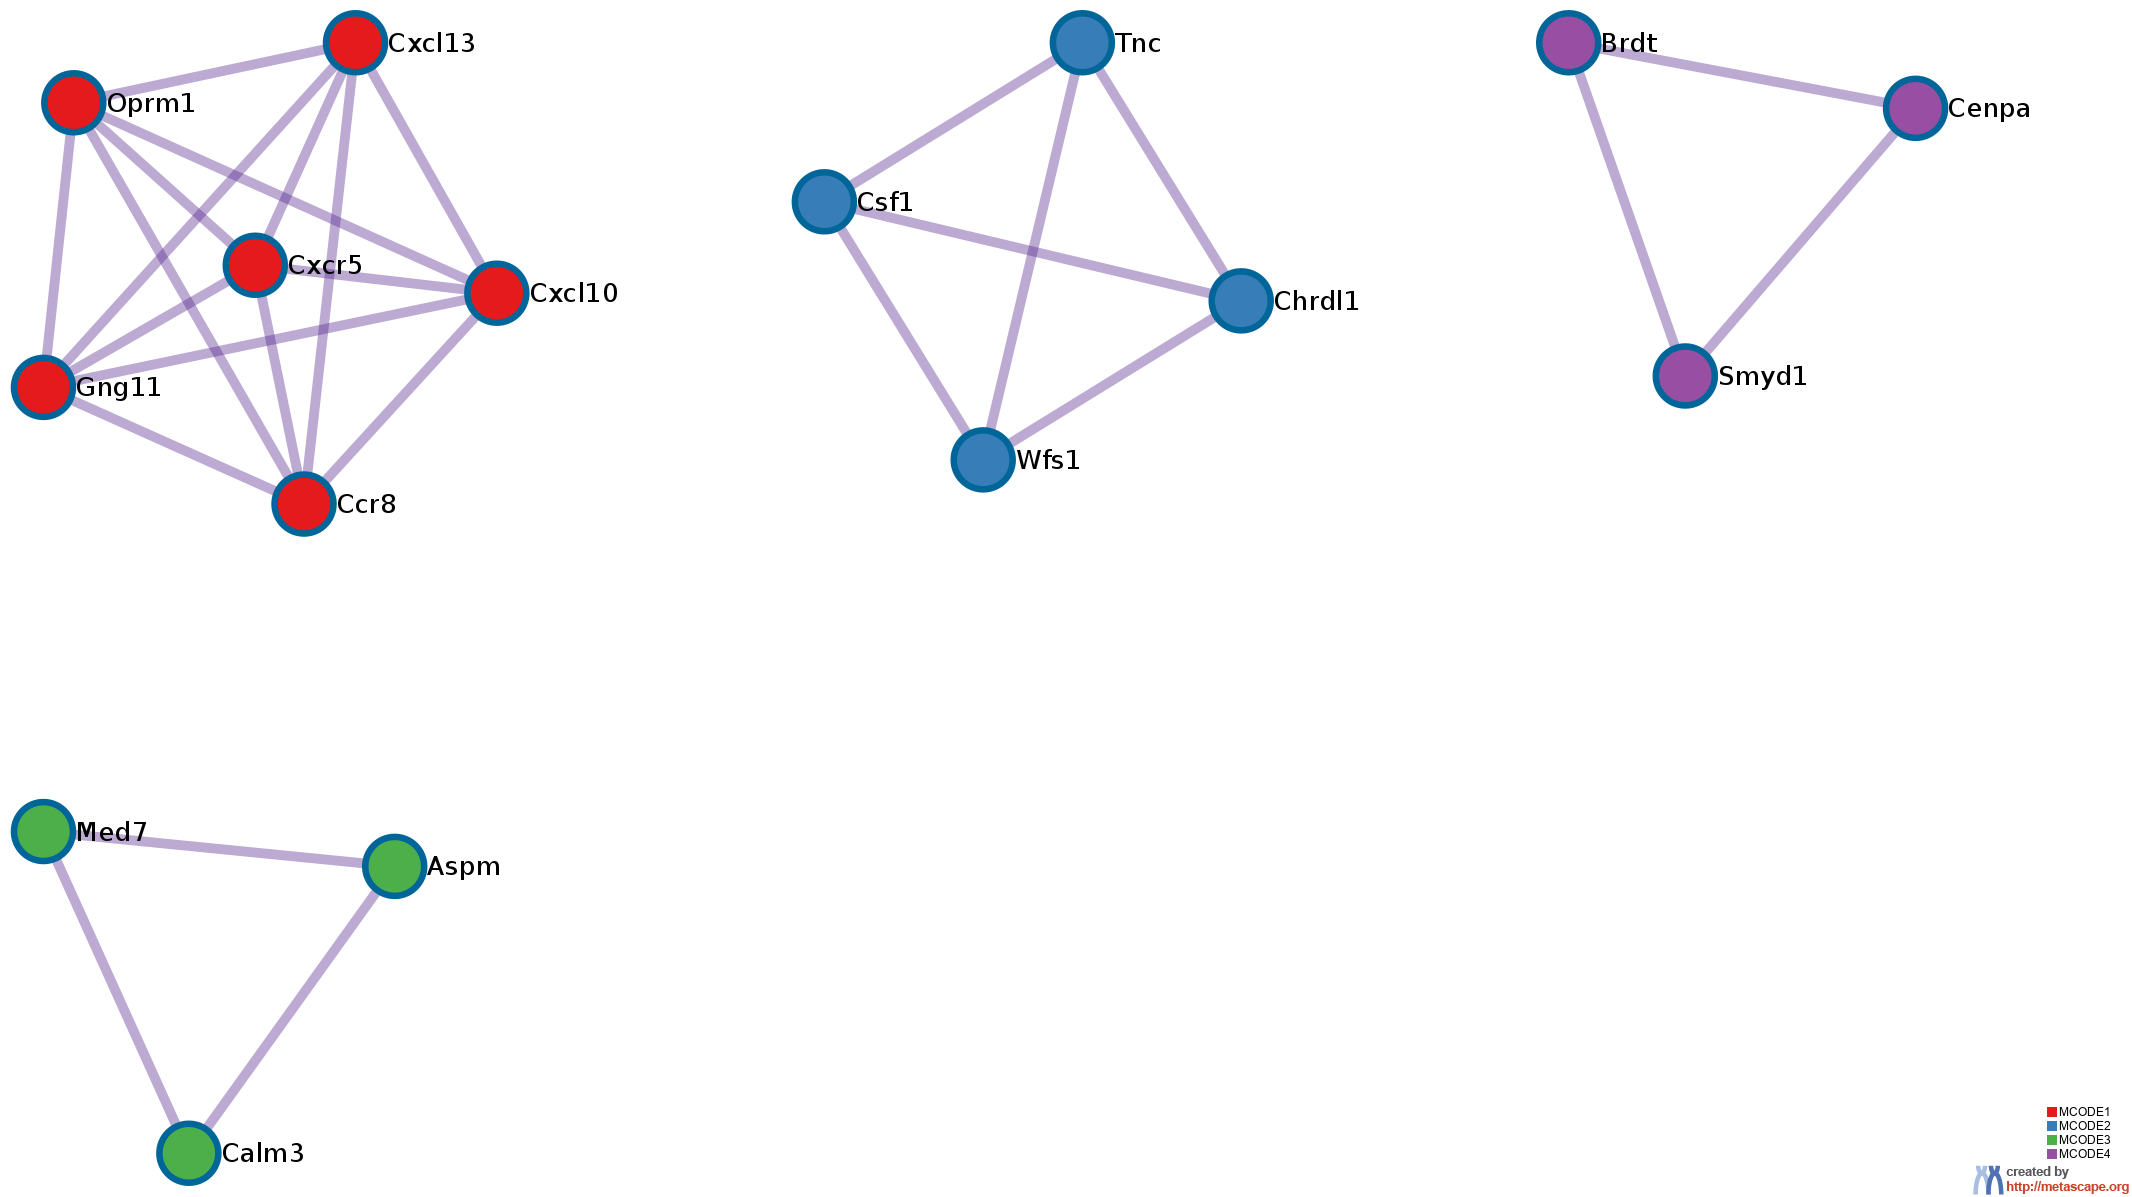 Cxcl13
Oprm1
Cxcr5
Cxcl10
Gng11
Ccr8
Tnc
Csf1
Chrdl1
Wfs1
Brdt
Cenpa
Smyd1
Med7
Aspm
Calm3
MCODE1
MCODE2
MCODE3
MCODE4
created by
http://metascape.org